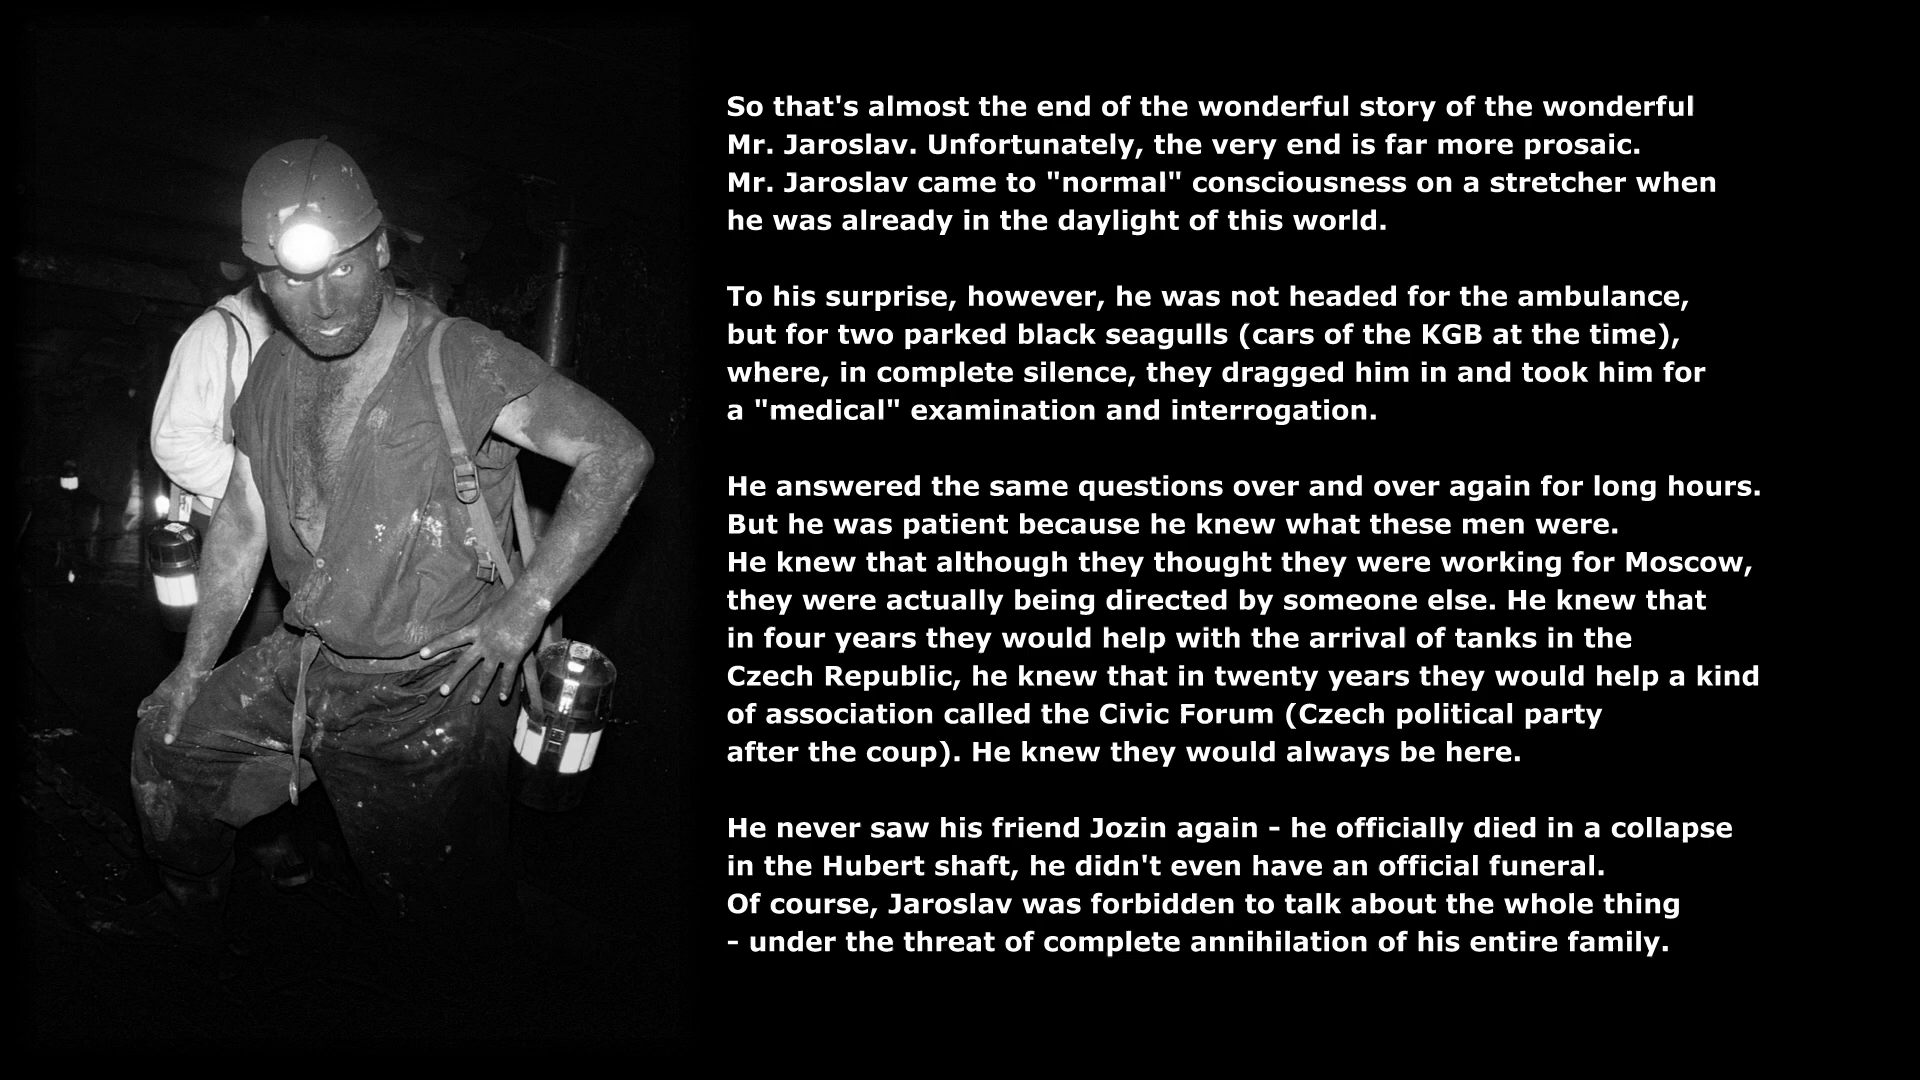 So that's almost the end of the wonderful story of the wonderful
Mr. Jaroslav. Unfortunately, the very end is far more prosaic.
Mr. Jaroslav came to "normal" consciousness on a stretcher when
he was already in the daylight of this world.
To his surprise, however, he was not headed for the ambulance,
but for two parked black seagulls (cars of the KGB at the time),
where, in complete silence, they dragged him in and took him for
a "medical" examination and interrogation.
He answered the same questions over and over again for long hours.
But he was patient because he knew what these men were.
He knew that although they thought they were working for Moscow,
they were actually being directed by someone else. He knew that
in four years they would help with the arrival of tanks in the
Czech Republic, he knew that in twenty years they would help a kind
of association called the Civic Forum (Czech political party
after the coup). He knew they would always be here.
He never saw his friend Jozin again - he officially died in a collapse
in the Hubert shaft, he didn't even have an official funeral.
Of course, Jaroslav was forbidden to talk about the whole thing
- under the threat of complete annihilation of his entire family.